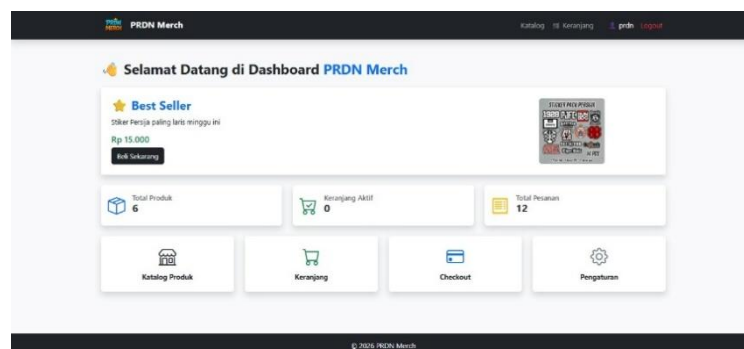 PRDN Merch
Katalog
Keranjang
prdn
Logout
Selamat Datang di Dashboard PRDN Merch
Best Seller
Stiker Persija paling laris minggu ini
Rp 15.000
Beli Sekarang
Total Produk
6
Keranjang Aktif
0
Total Pesanan
12
Katalog Produk
Keranjang
Checkout
Pengaturan
© 2026 PRDN Merch